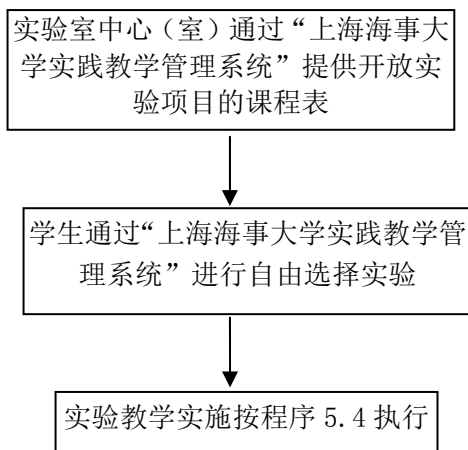 实验室中心（室）通过“上海海事大
学实践教学管理系统”提供开放实
验项目的课程表
学生通过“上海海事大学实践教学管
理系统”进行自由选择实验
实验教学实施按程序 5.4 执行